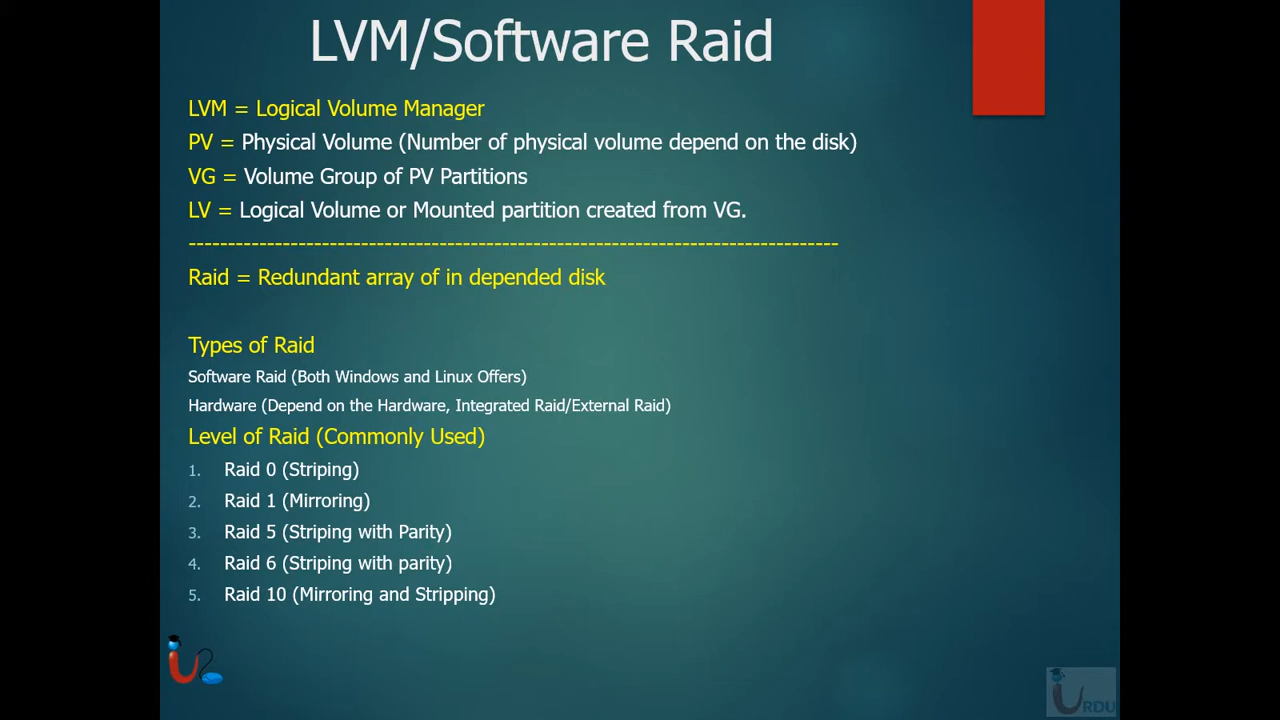 LVM/Software Raid
LVM = Logical Volume Manager
PV = Physical Volume (Number of physical volume depend on the disk)
VG = Volume Group of PV Partitions
LV = Logical Volume or Mounted partition created from VG.
-----------------------------------------------------------------------------------
Raid = Redundant array of in depended disk
Types of Raid
Software Raid (Both Windows and Linux Offers)
Hardware (Depend on the Hardware, Integrated Raid/External Raid)
Level of Raid (Commonly Used)
1. Raid 0 (Striping)
2. Raid 1 (Mirroring)
3. Raid 5 (Striping with Parity)
4. Raid 6 (Striping with parity)
5. Raid 10 (Mirroring and Stripping)
URDU